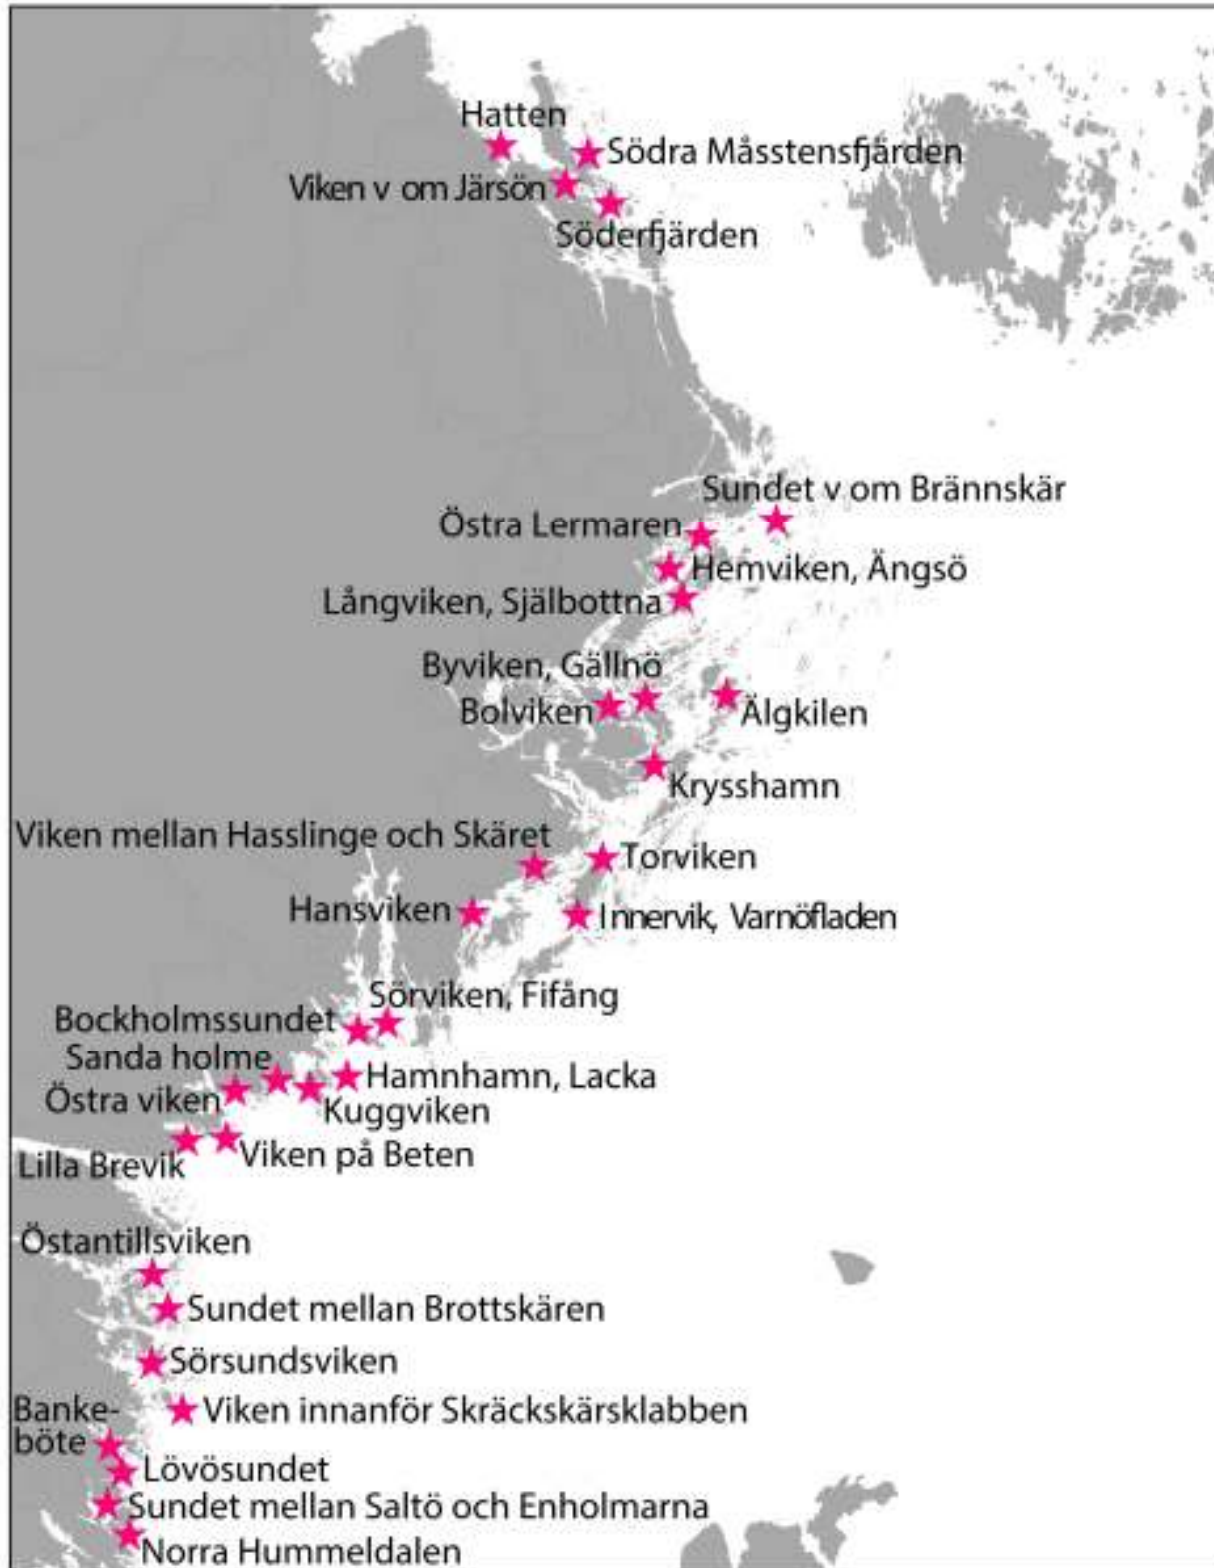 Hatten
Södra Måsstensfjärden
Viken v om Järsön
Söderfjärden
Sundet v om Brännskär
Östra Lermaren
Hemviken, Ängsö
Långviken, Själbottna
Byviken, Gällnö
Bolviken
Älgkilen
Krysshamn
Viken mellan Hasslinge och Skäret
Torviken
Hansviken
Innervik, Varnöfladen
Sörviken, Fifång
Bockholmssundet
Sanda holme
Hamnhamn, Lacka
Östra viken
Kuggviken
Viken på Beten
Lilla Brevik
Östantillsviken
Sundet mellan Brottskären
Sörsundsviken
Viken innanför Skräckskärsklabben
Banke-
böte
Lövösundet
Sundet mellan Saltö och Enholmarna
Norra Hummeldalen